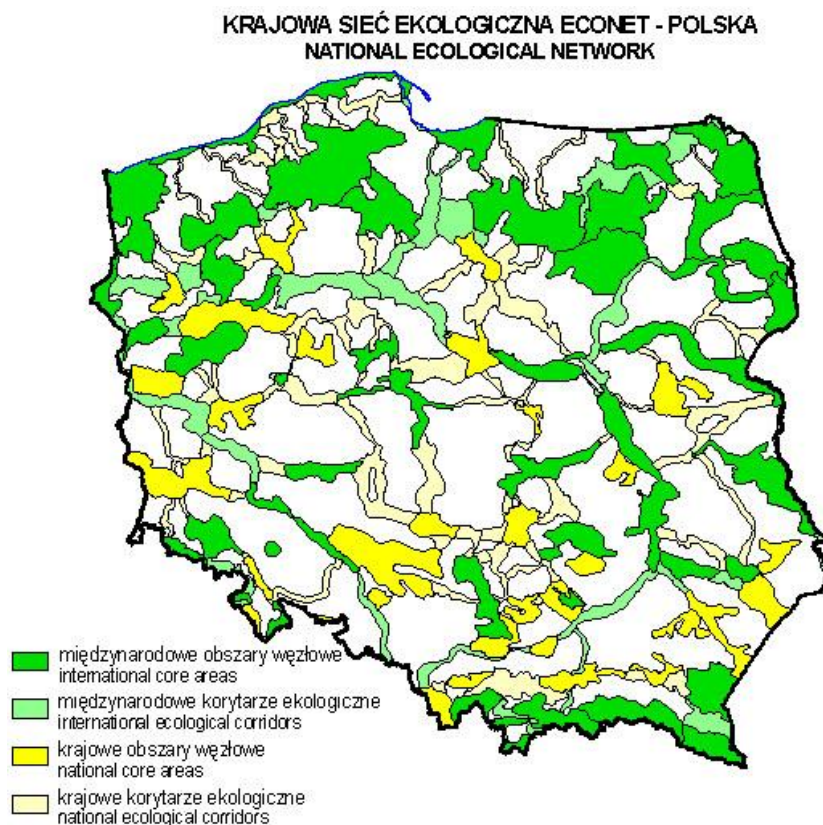 KRAJOWA SIEĆ EKOLOGICZNA ECONET - POLSKA
NATIONAL ECOLOGICAL NETWORK
międzynarodowe obszary węzłowe
international core areas
międzynarodowe korytarze ekologiczne
international ecological corridors
krajowe obszary węzłowe
national core areas
krajowe korytarze ekologiczne
national ecological corridors